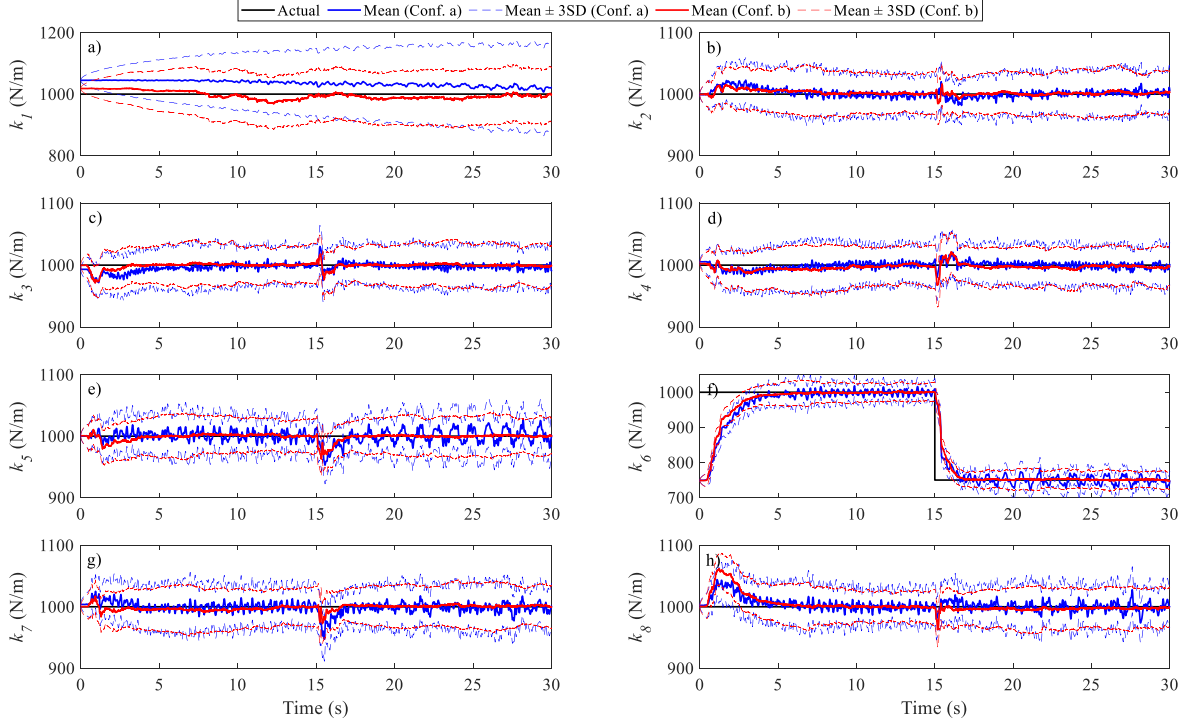 Actual Mean (Conf. a) Mean ± 3SD (Conf. a) Mean (Conf. b) Mean ± 3SD (Conf. b)
a)
1200
1000
800
k1 (N/m)
0 5 10 15 20 25 30
b)
1100
1000
900
k2 (N/m)
0 5 10 15 20 25 30
c)
1100
1000
900
k3 (N/m)
0 5 10 15 20 25 30
d)
1100
1000
900
k4 (N/m)
0 5 10 15 20 25 30
e)
1100
1000
900
k5 (N/m)
0 5 10 15 20 25 30
f)
1000
900
800
700
k6 (N/m)
0 5 10 15 20 25 30
g)
1100
1000
900
k7 (N/m)
0 5 10 15 20 25 30
Time (s)
h)
1100
1000
900
k8 (N/m)
0 5 10 15 20 25 30
Time (s)